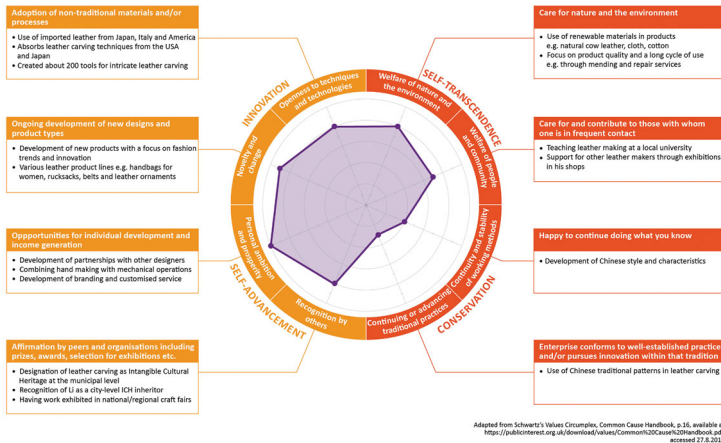 Adoption of non-traditional materials and/or
processes
• Use of imported leather from Japan, Italy and America
• Absorbs leather carving techniques from the USA
and Japan
• Created about 200 tools for intricate leather carving
Ongoing development of new designs and
product types
• Development of new products with a focus on fashion
trends and innovation
• Various leather product lines e.g. handbags for
women, rucksacks, belts and leather ornaments
Oppportunities for individual development and
income generation
• Development of partnerships with other designers
• Combining hand making with mechanical operations
• Development of branding and customised service
Affirmation by peers and organisations including
prizes, awards, selection for exhibitions etc.
• Designation of leather carving as Intangible Cultural
Heritage at the municipal level
• Recognition of Li as a city-level ICH inheritor
• Having work exhibited in national/regional craft fairs
INNOVATION
SELF-TRANSCENDENCE
SELF-ADVANCEMENT
CONSERVATION
Openness to techniques
and technologies
Welfare of nature and
the environment
Welfare of people
and community
Continuity and stability
of working methods
Continuing or advancing
traditional practices
Recognition by
others
Personal ambition
and prosperity
Novelty and
change
Care for nature and the environment
• Use of renewable materials in products
e.g. natural cow leather, cloth, cotton
• Focus on product quality and a long cycle of use
e.g. through mending and repair services
Care for and contribute to those with whom
one is in frequent contact
• Teaching leather making at a local university
• Support for other leather makers through exhibitions
in his shops
Happy to continue doing what you know
• Development of Chinese style and characteristics
Enterprise conforms to well-established practice
and/or pursues innovation within that tradition
• Use of Chinese traditional patterns in leather carving
Adapted from Schwartz's Values Circumplex, Common Cause Handbook, p.16, available a
https://publicinterest.org.uk/download/values/Common%20Cause%20Handbook.pd
accessed 27.8.201